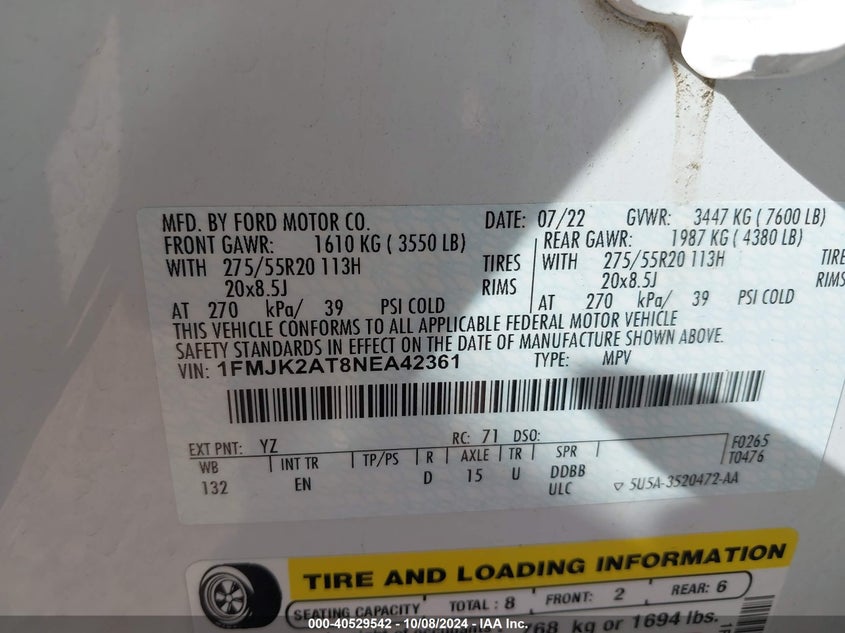 MFD. BY FORD MOTOR CO. DATE: 07/22 GVWR: 3447 KG ( 7600 LB)
FRONT GAWR: 1610 KG ( 3550 LB) REAR GAWR: 1987 KG ( 4380 LB)
WITH 275/55R20 113H TIRES WITH 275/55R20 113H TIRE
20x8.5J RIMS 20x8.5J RIMS
AT 270 kPa/ 39 PSI COLD AT 270 kPa/ 39 PSI COLD
THIS VEHICLE CONFORMS TO ALL APPLICABLE FEDERAL MOTOR VEHICLE
SAFETY STANDARDS IN EFFECT ON THE DATE OF MANUFACTURE SHOWN ABOVE.
VIN: 1FMJK2AT8NEA42361 TYPE: MPV
EXT PNT: YZ RC: 71 DSO: F0265
WB INT TR TP/PS R AXLE TR SPR T0476
132 EN D 15 U DDBB
ULC ▽ 5U5A-3520472-AA
TIRE AND LOADING INFORMATION
SEATING CAPACITY TOTAL : 8 FRONT: 2 REAR: 6
768 kg or 1694 lbs.
000-40529542 - 10/08/2024 - IAA Inc.